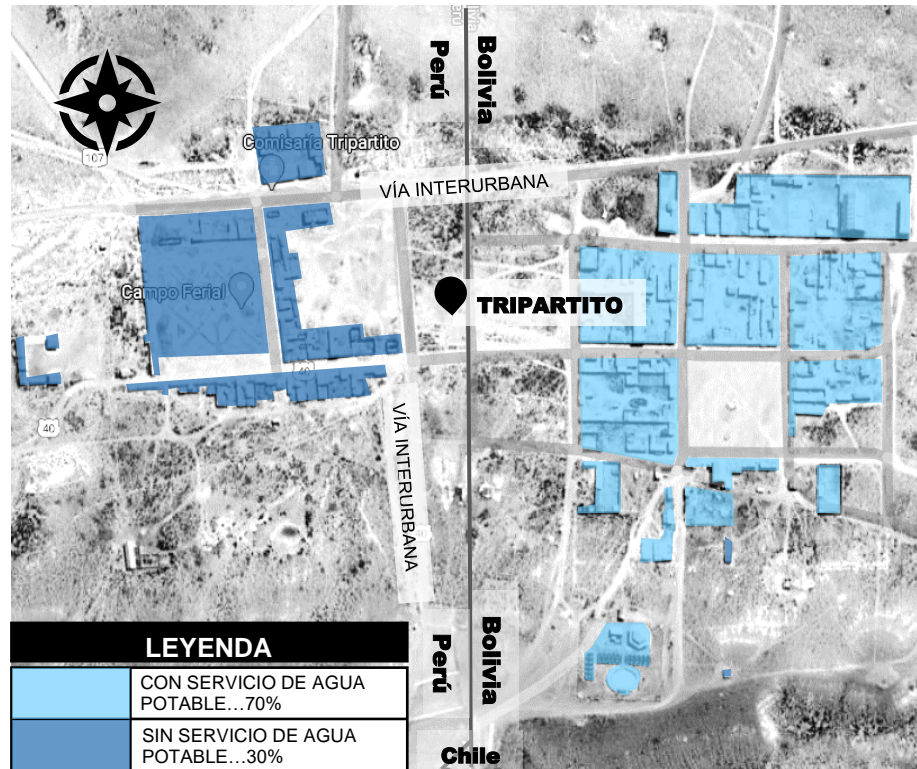 Perú
Bolivia
Comisaría Tripartito
107
VÍA INTERURBANA
Campo Ferial
TRIPARTITO
40
40
VÍA INTERURBANA
Perú
Bolivia
LEYENDA
CON SERVICIO DE AGUA
POTABLE...70%
SIN SERVICIO DE AGUA
POTABLE...30%
Chile